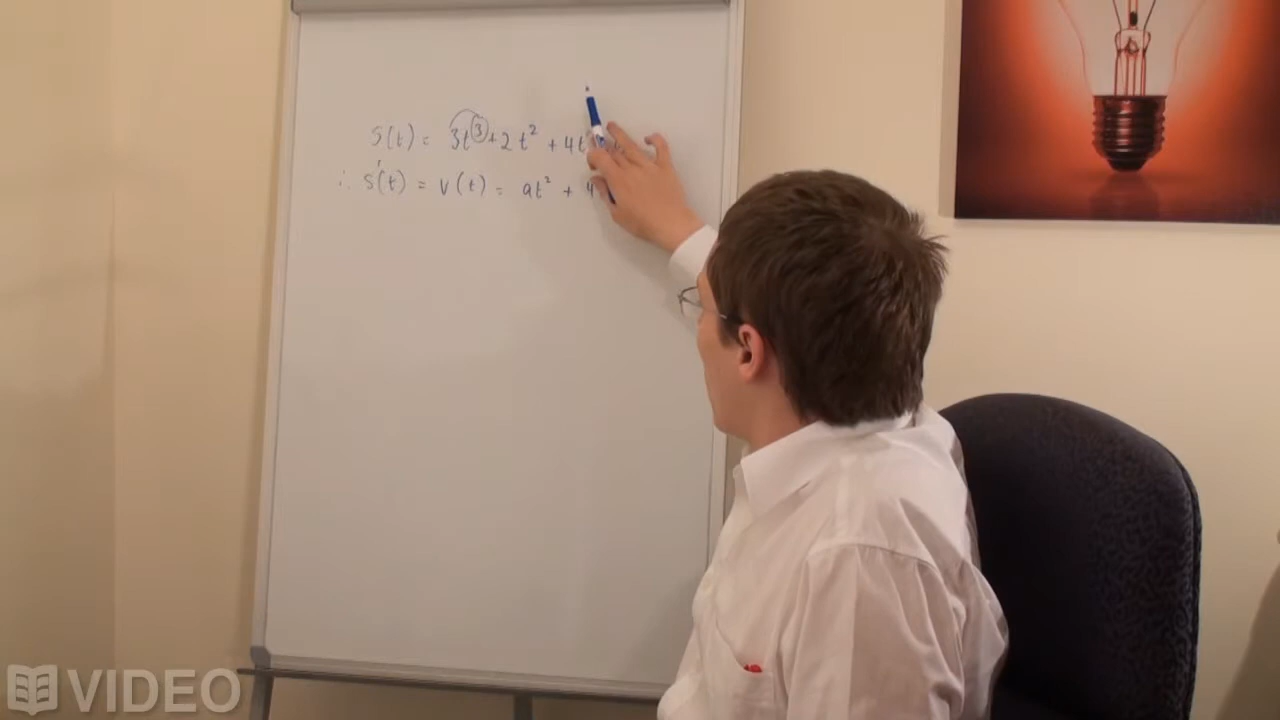 S(t) = 3t³ + 2t² + 4t
∴ S'(t) = v(t) = 9t² + 4
VIDEO